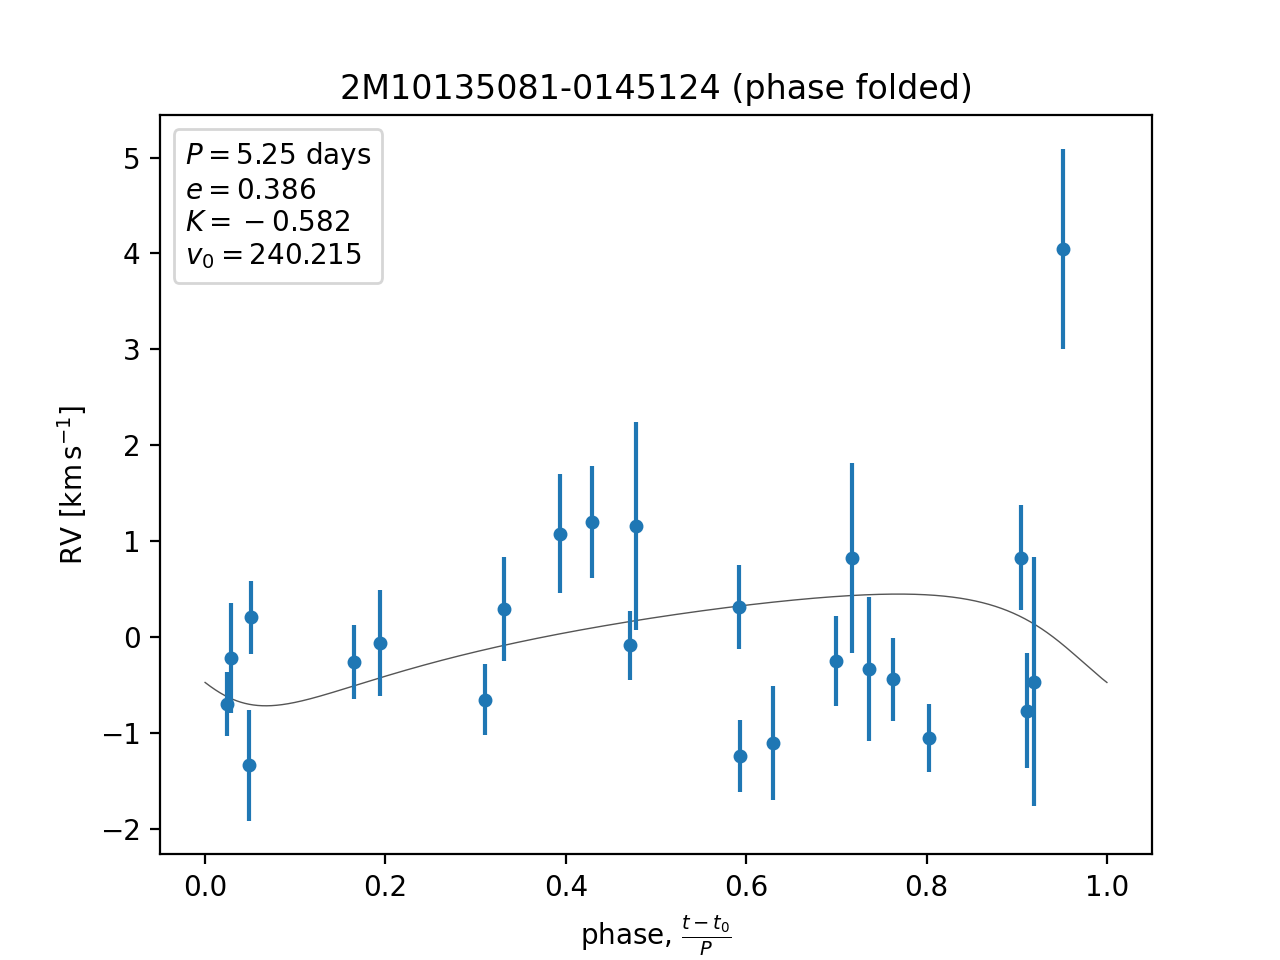 2M10135081-0145124 (phase folded)
P = 5.25 days
e = 0.386
K = −0.582
v₀ = 240.215
5
4
3
2
1
0
−1
−2
RV [km s⁻¹]
0.0 0.2 0.4 0.6 0.8 1.0
phase, (t − t₀)/P